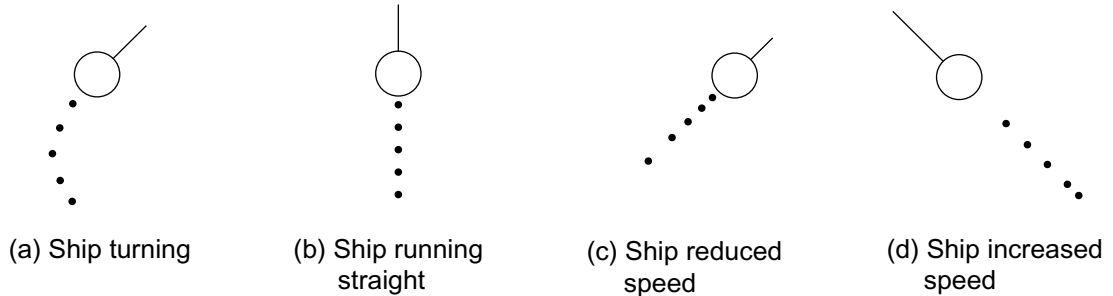 (a) Ship turning
(b) Ship running
straight
(c) Ship reduced
speed
(d) Ship increased
speed